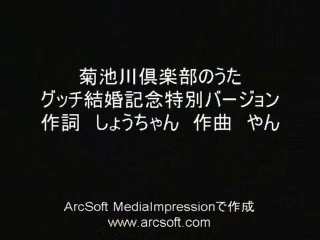 菊池川倶楽部のうた
グッチ結婚記念特別バージョン
作詞　しょうちゃん　作曲　やん
ArcSoft MediaImpressionで作成
www.arcsoft.com